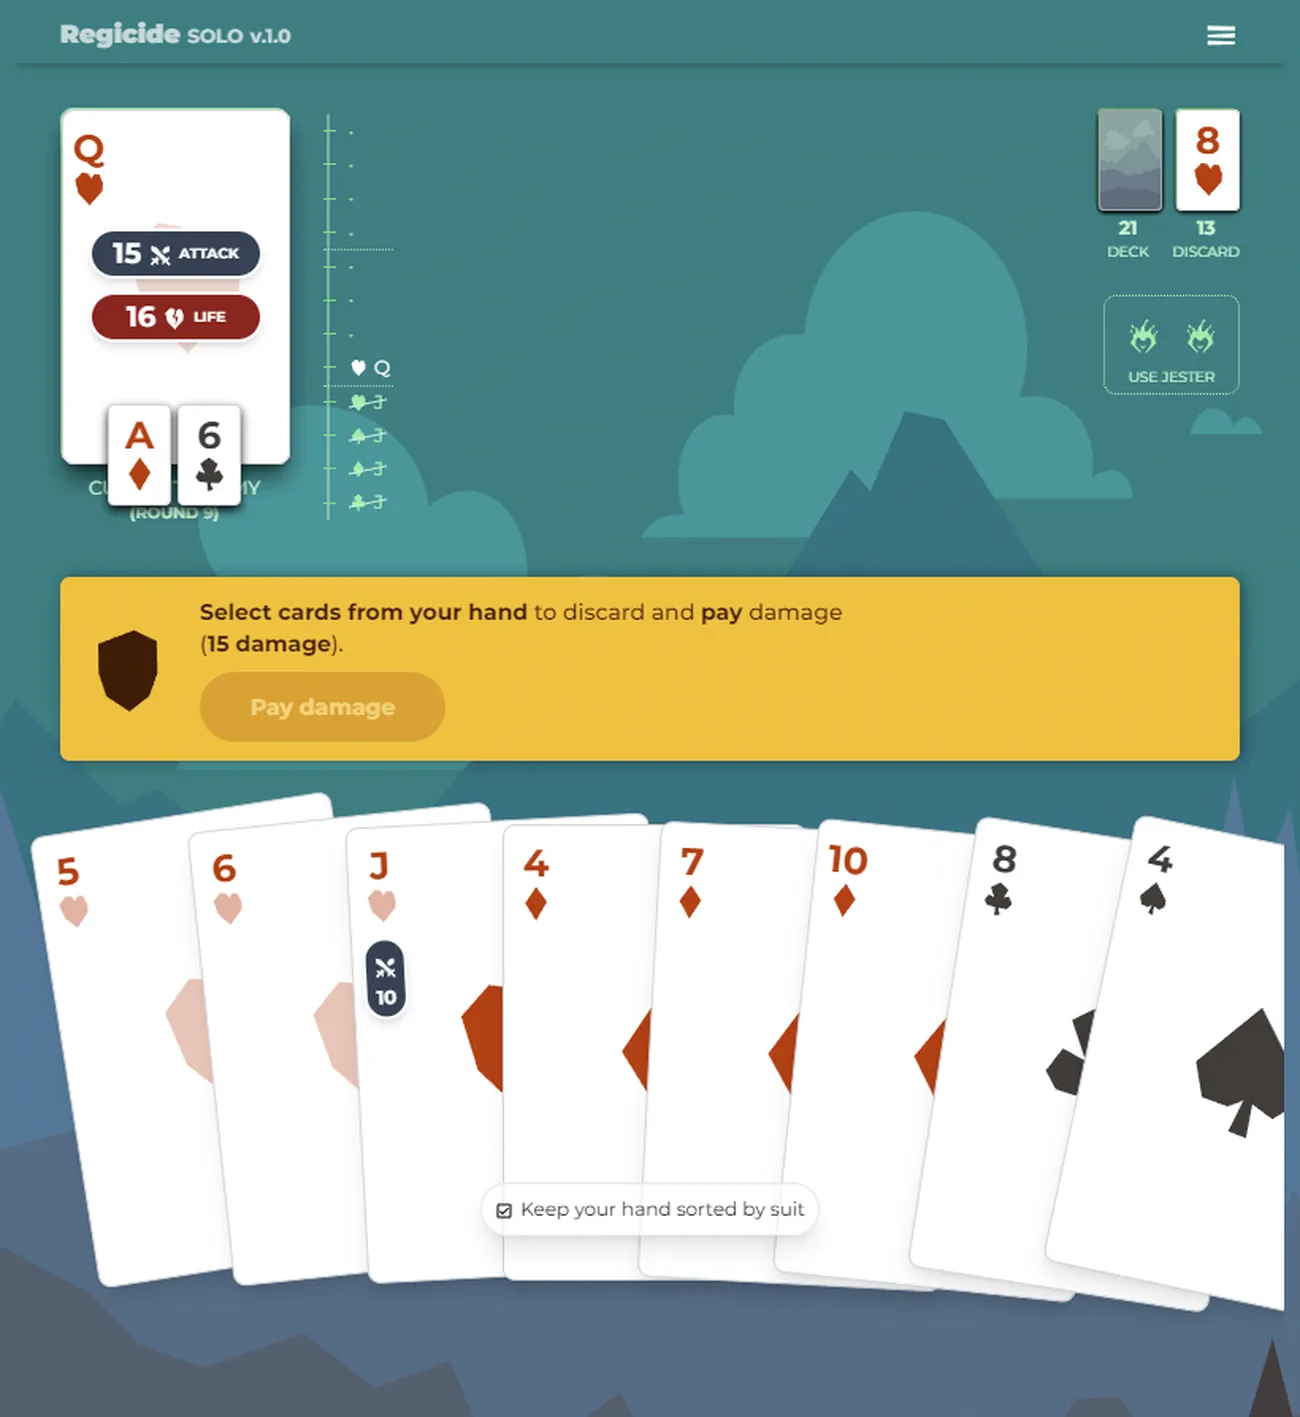 Regicide SOLO v.1.0
Q
15 ATTACK
16 LIFE
A
6
(ROUND 9)
Q
J
J
J
J
8
21
DECK
13
DISCARD
USE JESTER
Select cards from your hand to discard and pay damage
(15 damage).
Pay damage
5
6
J
10
4
7
10
8
4
Keep your hand sorted by suit